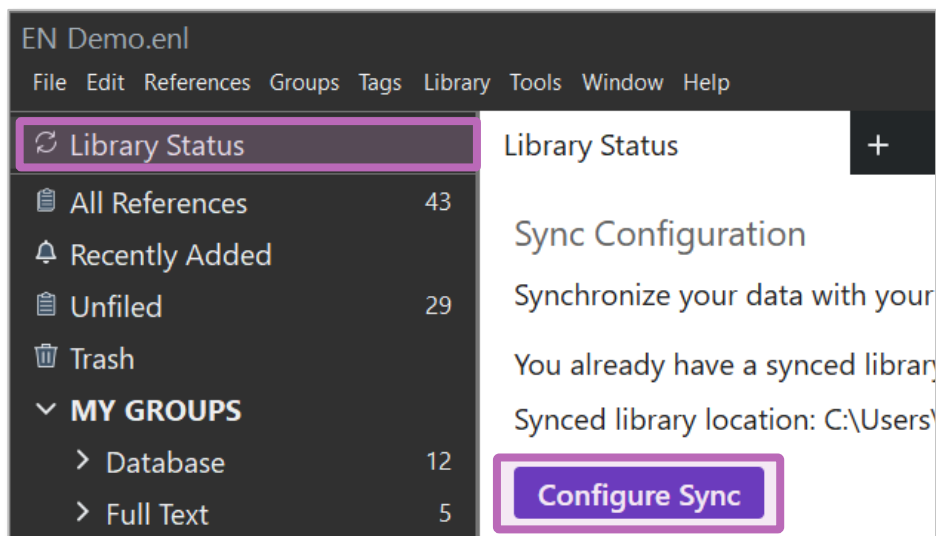 EN Demo.enl
File Edit References Groups Tags Library Tools Window Help
Library Status
All References 43
Recently Added
Unfiled 29
Trash
MY GROUPS
Database 12
Full Text 5
Library Status +
Sync Configuration
Synchronize your data with your
You already have a synced library
Synced library location: C:\Users\
Configure Sync